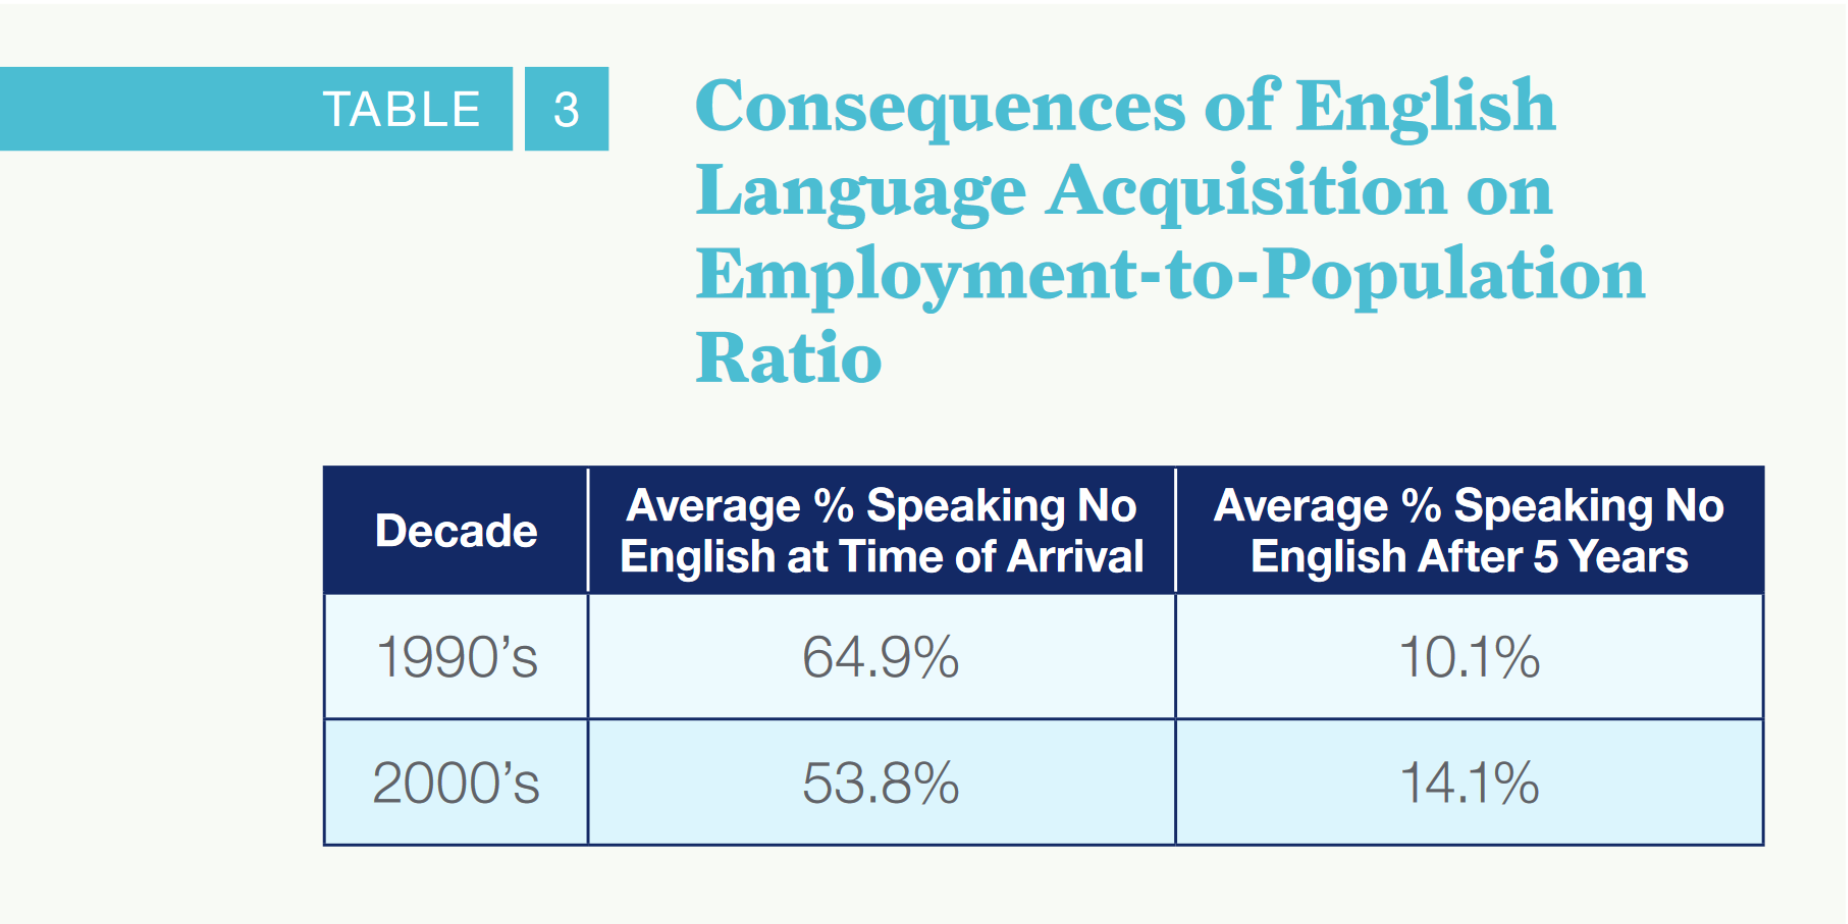 TABLE 3
Consequences of English
Language Acquisition on
Employment-to-Population
Ratio
Decade
Average % Speaking No
English at Time of Arrival
Average % Speaking No
English After 5 Years
1990’s 64.9% 10.1%
2000’s 53.8% 14.1%